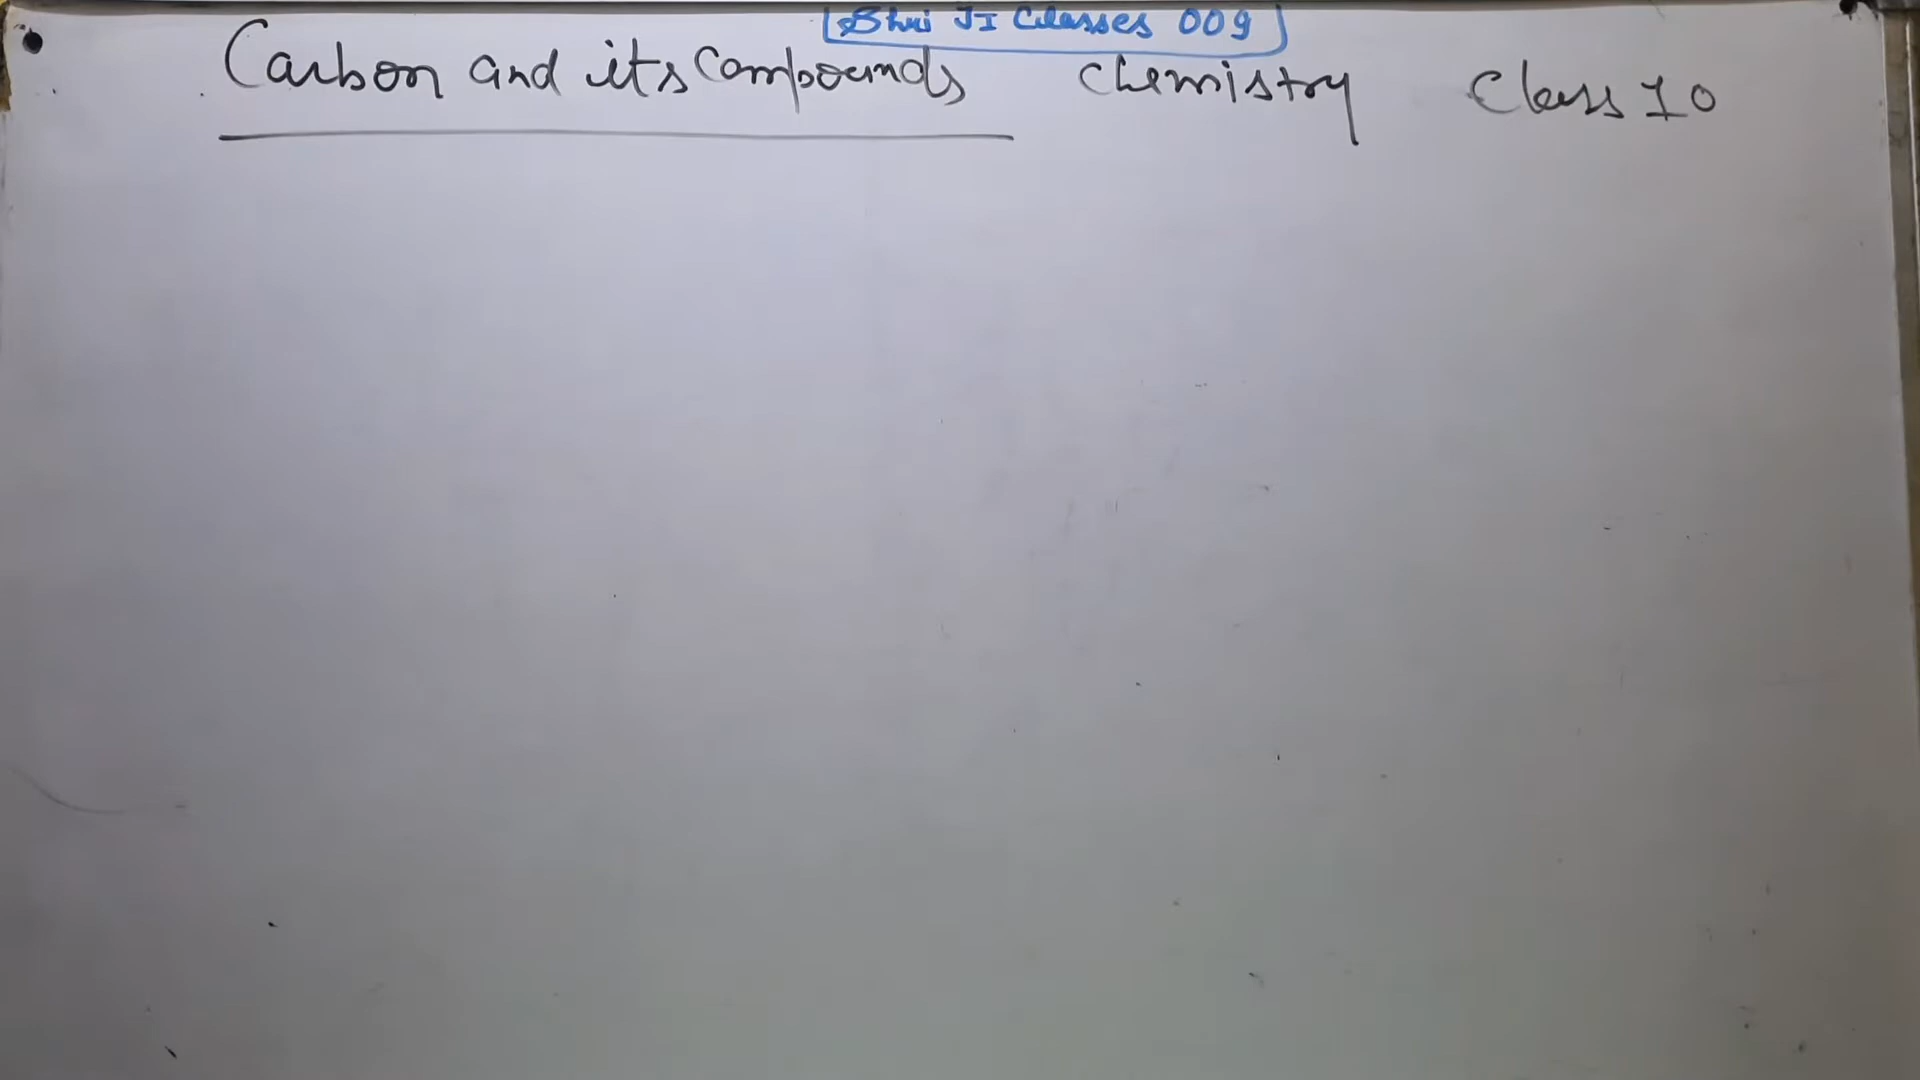 Shri JI Classes 009
Carbon and its Compounds Chemistry Class 10